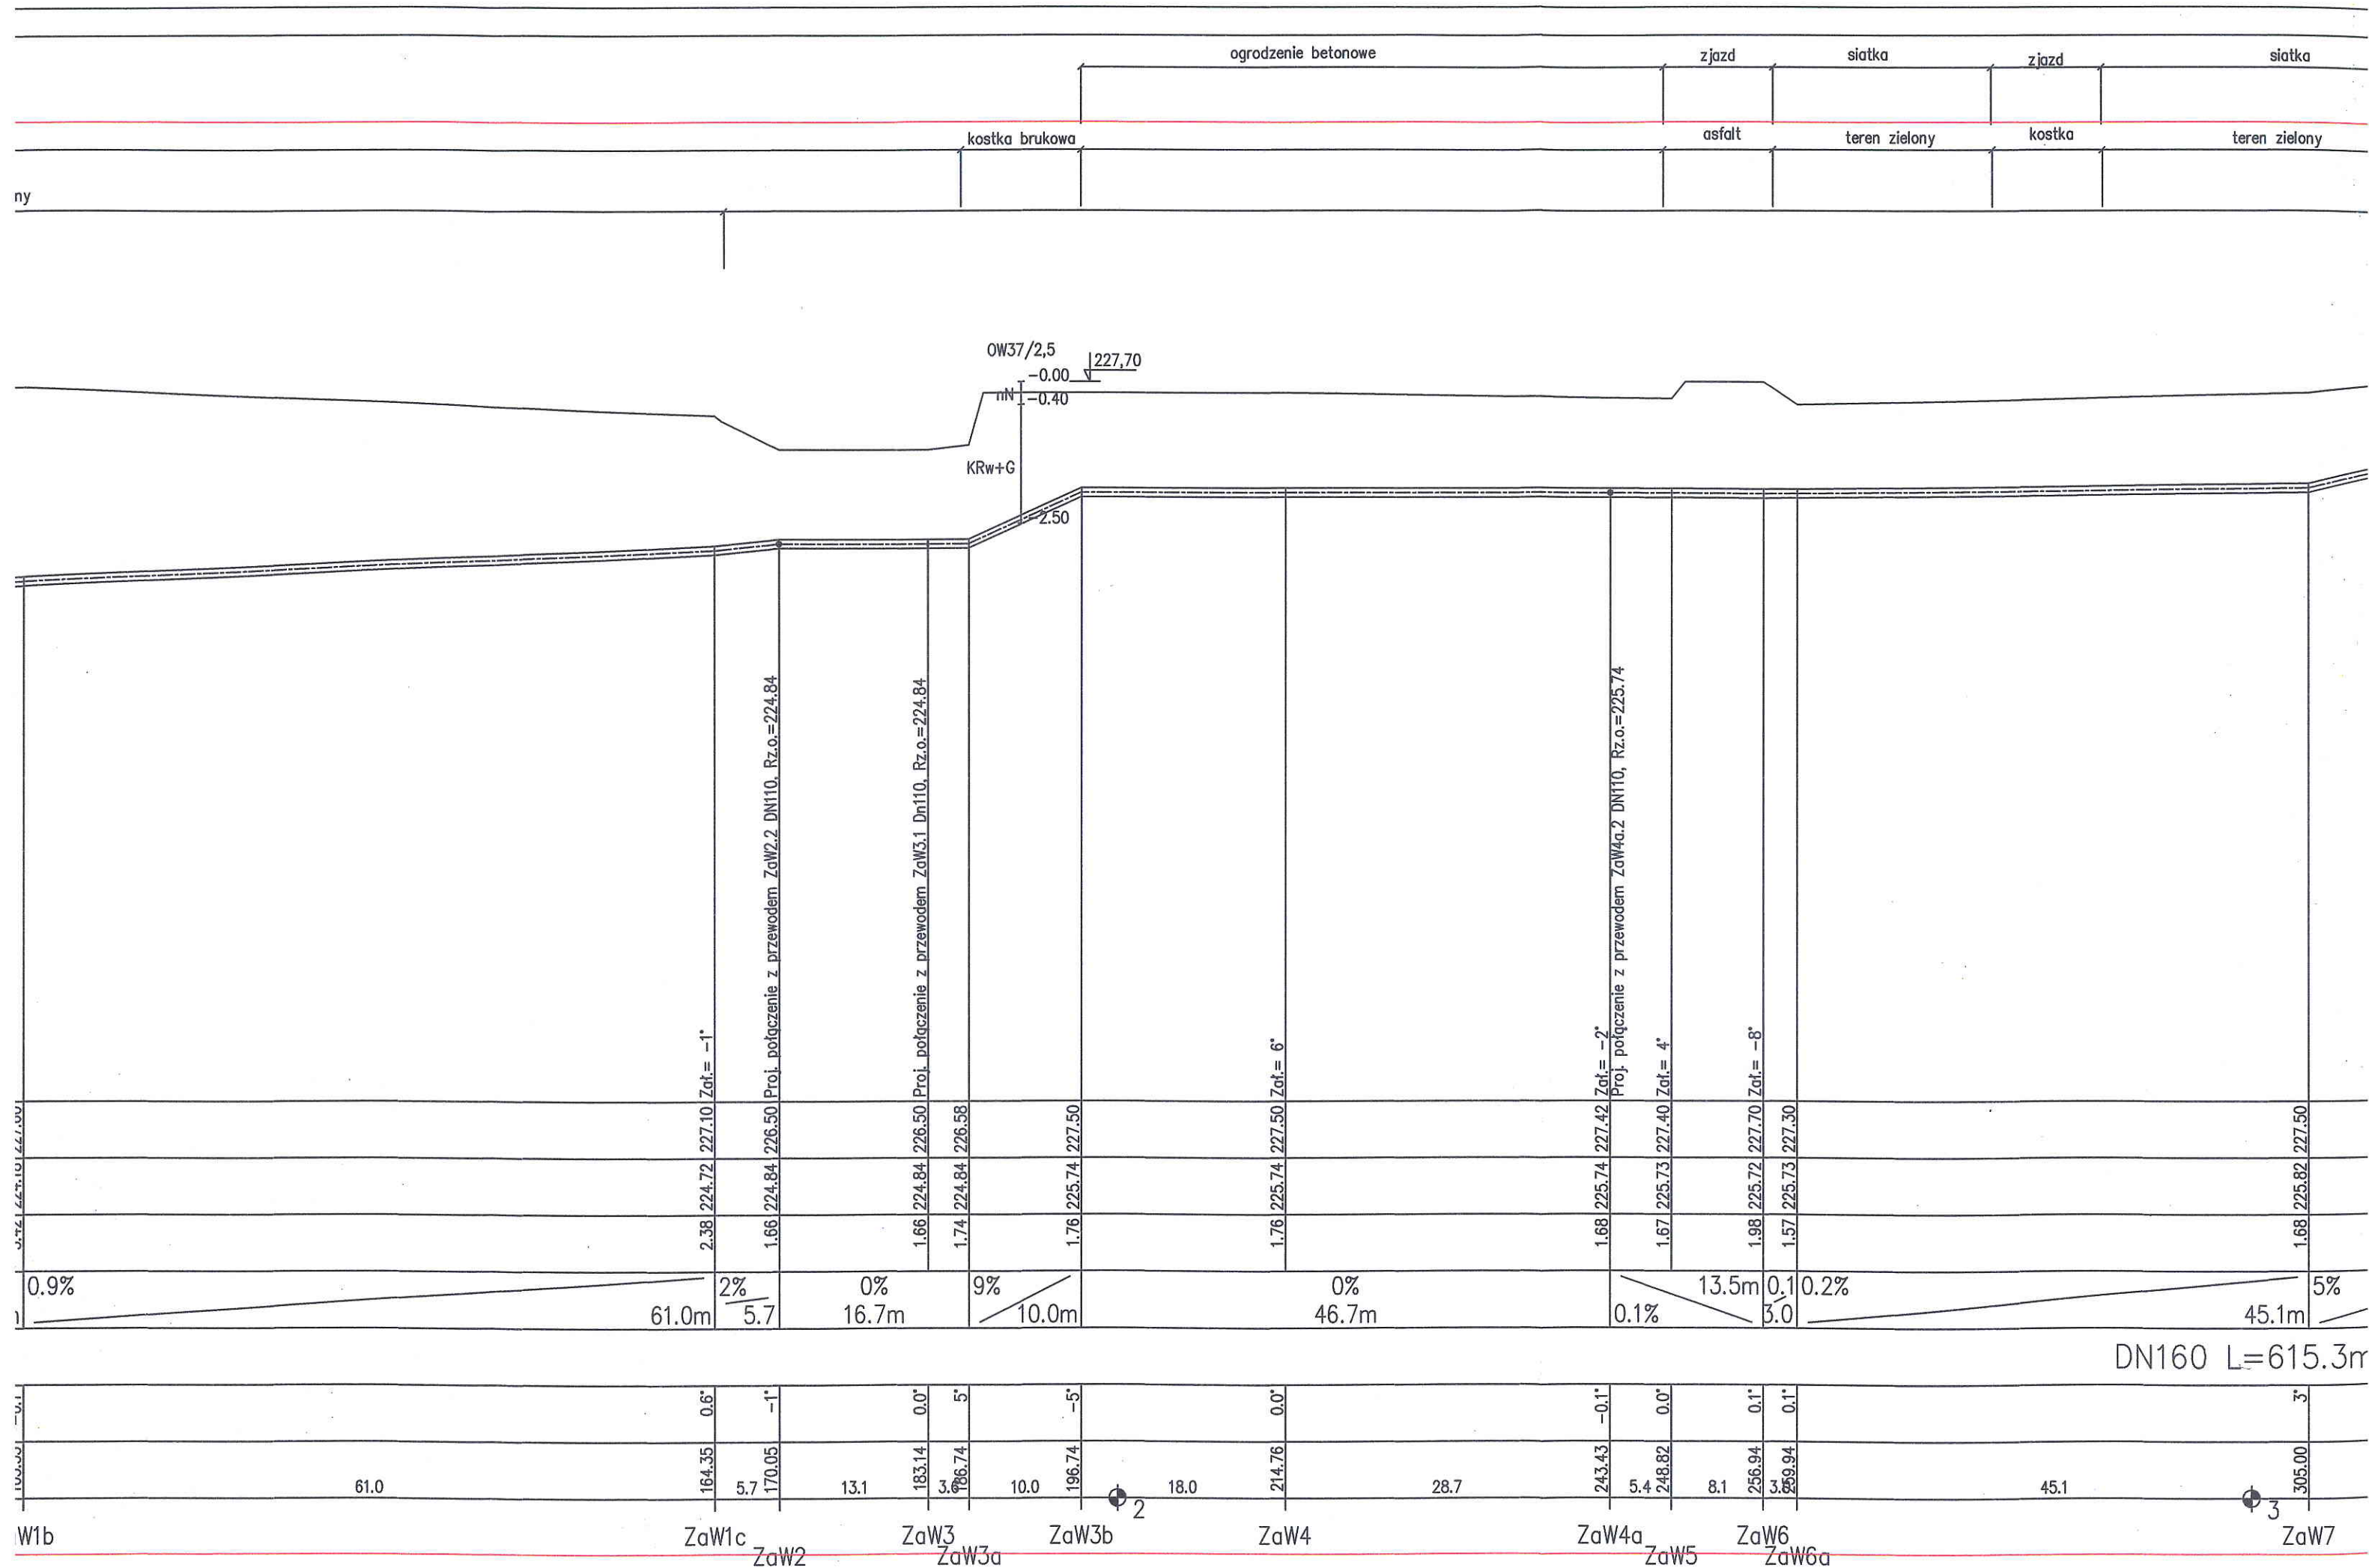 ogrodzenie betonowe
zjazd
siatka
zjazd
siatka
kostka brukowa
asfalt
teren zielony
kostka
teren zielony
ny
OW37/2,5
227,70
-0.00
nN
-0.40
KRw+G
-2.50
Zał.= -1°
Proj. połączenie z przewodem ZaW2.2 DN110, Rz.o.=224.84
Proj. połączenie z przewodem ZaW3.1 Dn110, Rz.o.=224.84
Zał.= 6°
Zał.= -2°
Proj. połączenie z przewodem ZaW4a.2 DN110, Rz.o.=225.74
Zał.= 4°
Zał.= -8°
227.10 226.50 226.50 226.58 227.50 227.50 227.42 227.40 227.70 227.30 227.50
224.72 224.84 224.84 224.84 225.74 225.74 225.74 225.73 225.72 225.73 225.82
2.38 1.66 1.66 1.74 1.76 1.76 1.68 1.67 1.98 1.57 1.68
0.9% 2% 0% 9% 0% 13.5m 0.1 0.2% 5%
61.0m 5.7 16.7m 10.0m 46.7m 0.1% 3.0 45.1m
DN160 L=615.3m
0.6° -1° 0.0° 5° -5° 0.0° -0.1° 0.0° 0.1° 0.1° 3°
164.35 170.05 183.14 186.74 196.74 214.76 243.43 248.82 256.94 259.94 305.00
61.0 5.7 13.1 3.6 10.0 18.0 28.7 5.4 8.1 45.1
2
3
W1b ZaW1c ZaW3 ZaW3b ZaW4 ZaW4a ZaW6 ZaW7
ZaW2 ZaW3a ZaW5 ZaW6a